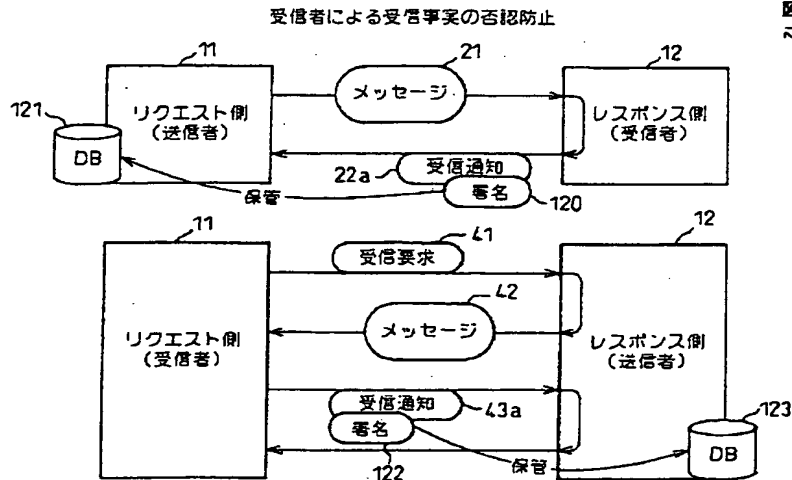 受信者による受信事実の否認防止
図
21
11
21
12
121
リクエスト側
(送信者)
メッセージ
レスポンス側
(受信者)
DB
受信通知
22a
署名
120
保管
11
41
12
受信要求
42
メッセージ
リクエスト側
(受信者)
レスポンス側
(送信者)
受信通知
43a
署名
123
122
保管
DB